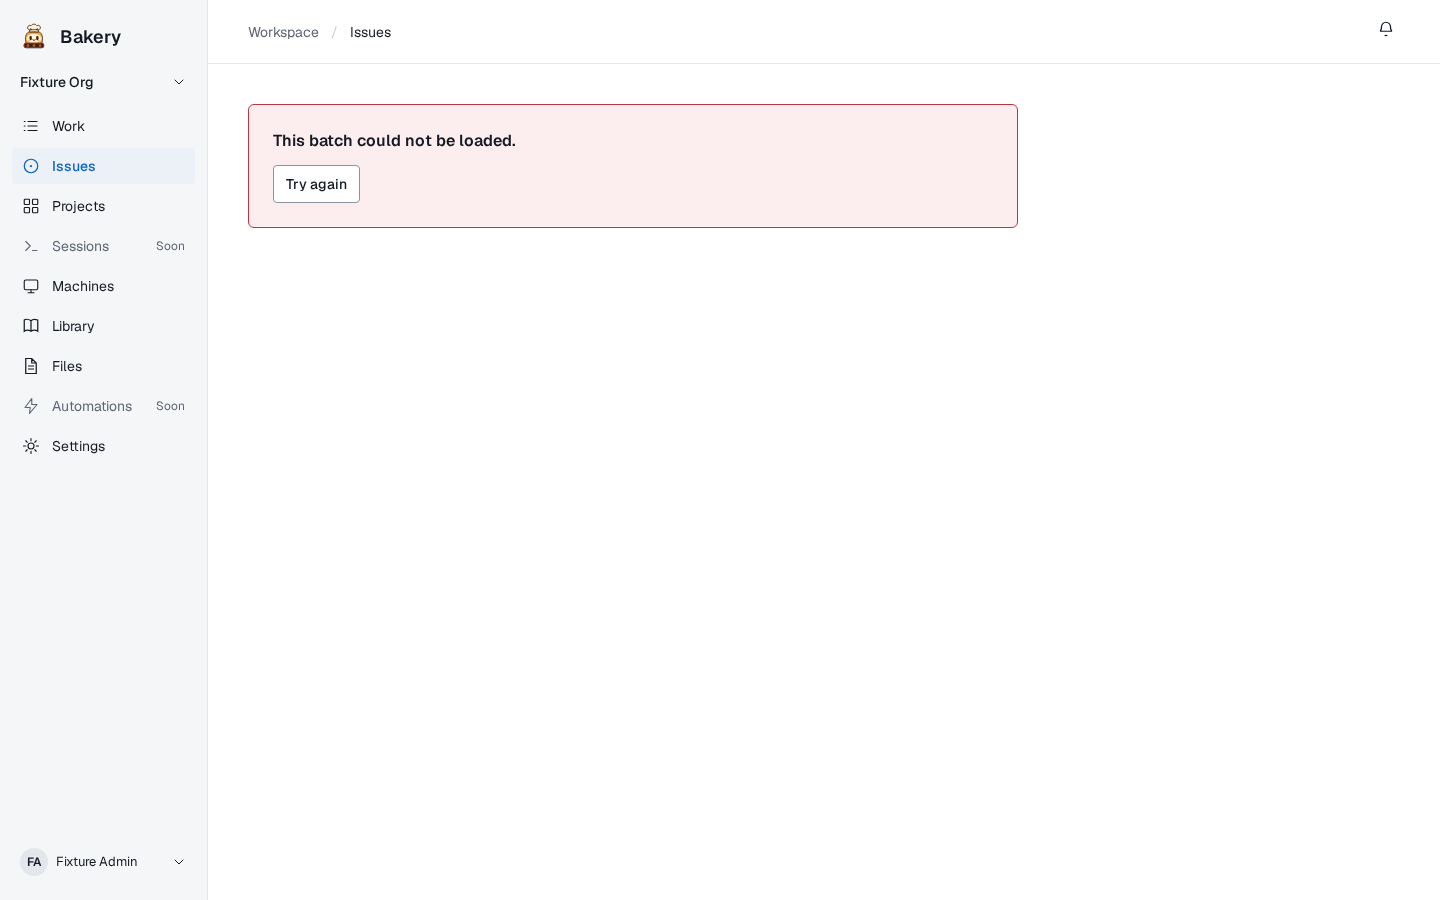 Bakery
Fixture Org
Work
Issues
Projects
Sessions Soon
Machines
Library
Files
Automations Soon
Settings
FA Fixture Admin
Workspace / Issues
This batch could not be loaded.
Try again